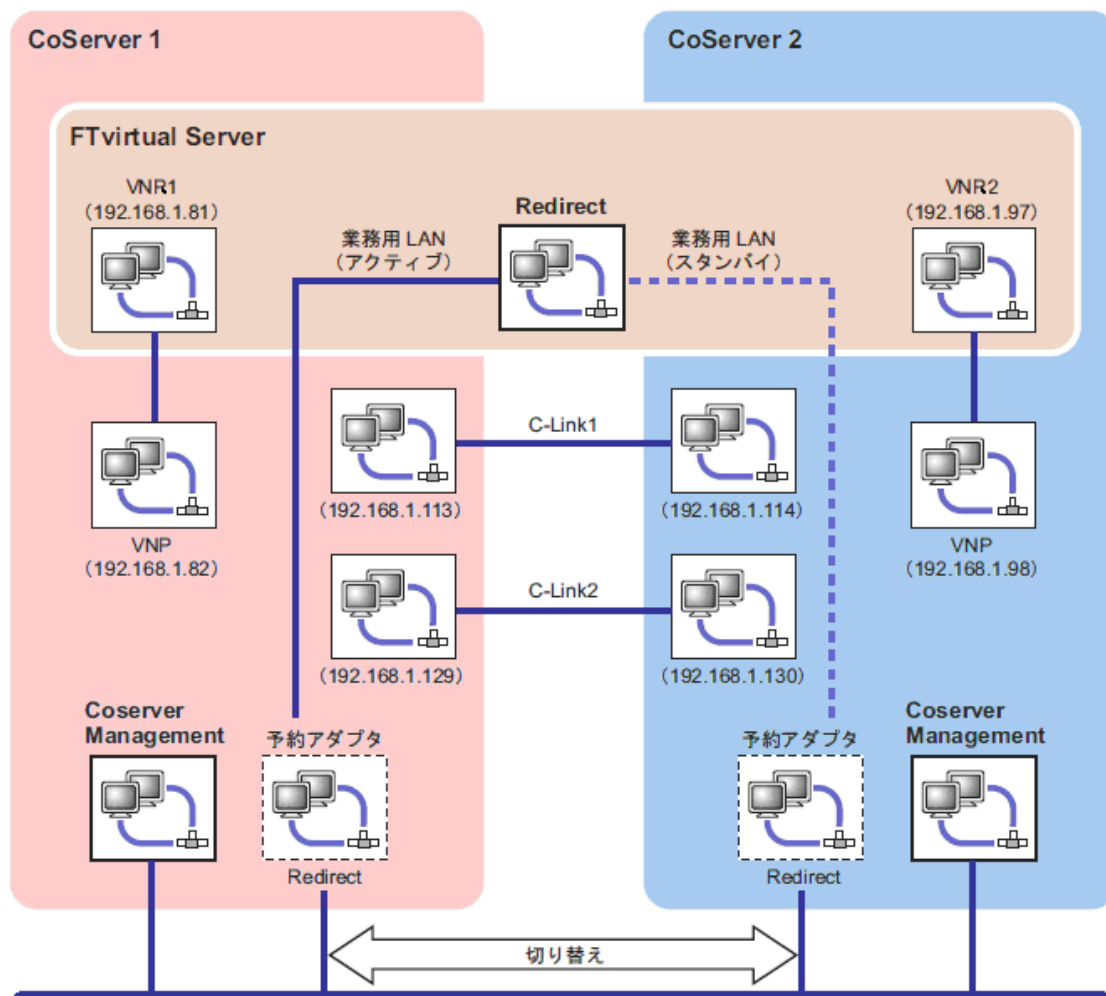 CoServer 1
CoServer 2
FTvirtual Server
VNR1
（192.168.1.81）
Redirect
VNR2
（192.168.1.97）
業務用 LAN
（アクティブ）
業務用 LAN
（スタンバイ）
C-Link1
（192.168.1.113）
（192.168.1.114）
VNP
（192.168.1.82）
VNP
（192.168.1.98）
C-Link2
（192.168.1.129）
（192.168.1.130）
Coserver
Management
予約アダプタ
Redirect
予約アダプタ
Redirect
Coserver
Management
切り替え